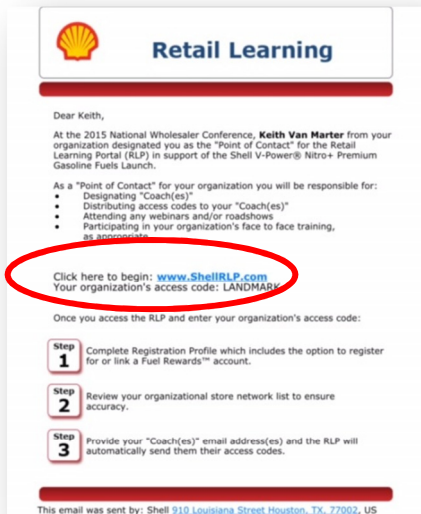 Retail Learning
Dear Keith,
At the 2015 National Wholesaler Conference, Keith Van Marter from your
organization designated you as the "Point of Contact" for the Retail
Learning Portal (RLP) in support of the Shell V-Power® Nitro+ Premium
Gasoline Fuels Launch.
As a "Point of Contact" for your organization you will be responsible for:
• Designating "Coach(es)"
• Distributing access codes to your "Coach(es)"
• Attending any webinars and/or roadshows
• Participating in your organization's face to face training,
as appropriate
Click here to begin: www.ShellRLP.com
Your organization's access code: LANDMARK
Once you access the RLP and enter your organization's access code:
Step
1
Complete Registration Profile which includes the option to register
for or link a Fuel Rewards™ account.
Step
2
Review your organizational store network list to ensure
accuracy.
Step
3
Provide your "Coach(es)" email address(es) and the RLP will
automatically send them their access codes.
This email was sent by: Shell 910 Louisiana Street Houston, TX, 77002, US